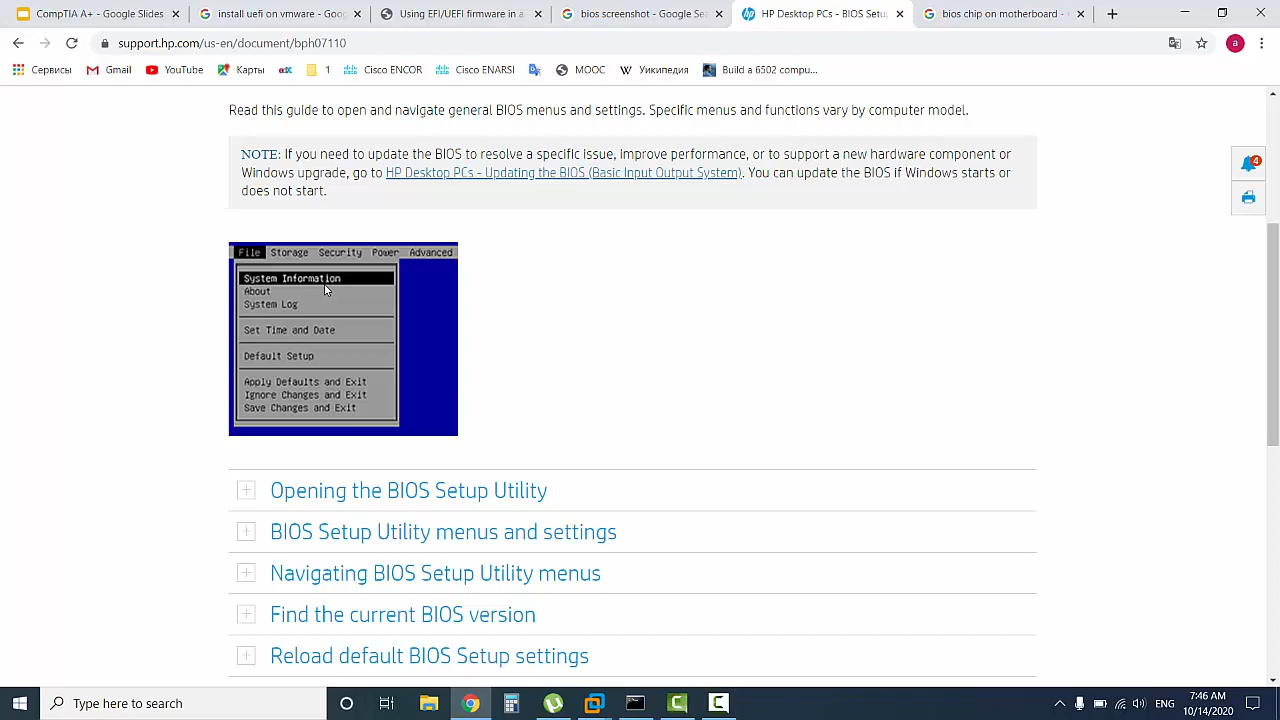 CompTIA A+ - Google Slides
install uefi on vmware - Google
Using EFI/UEFI firmware in a
bios screenshot - Google Sea
HP Desktop PCs - BIOS Setu
bios chip on motherboard -
support.hp.com/us-en/document/bph07110
a
Сервисы
Gmail
YouTube
Карты
1
Cisco ENCOR
Cisco ENARSI
MOOC
Википедия
Build a 6502 compu...
Read this guide to open and navigate general BIOS menus and settings. Specific menus and functions vary by computer model.
NOTE: If you need to update the BIOS to resolve a specific issue, improve performance, or to support a new hardware component or
Windows upgrade, go to HP Desktop PCs - Updating the BIOS (Basic Input Output System). You can update the BIOS if Windows starts or
does not start.
4
File Storage Security Power Advanced
System Information
About
System Log
Set Time and Date
Default Setup
Apply Defaults and Exit
Ignore Changes and Exit
Save Changes and Exit
Opening the BIOS Setup Utility
BIOS Setup Utility menus and settings
Navigating BIOS Setup Utility menus
Find the current BIOS version
Reload default BIOS Setup settings
Type here to search
ENG
7:46 AM
10/14/2020